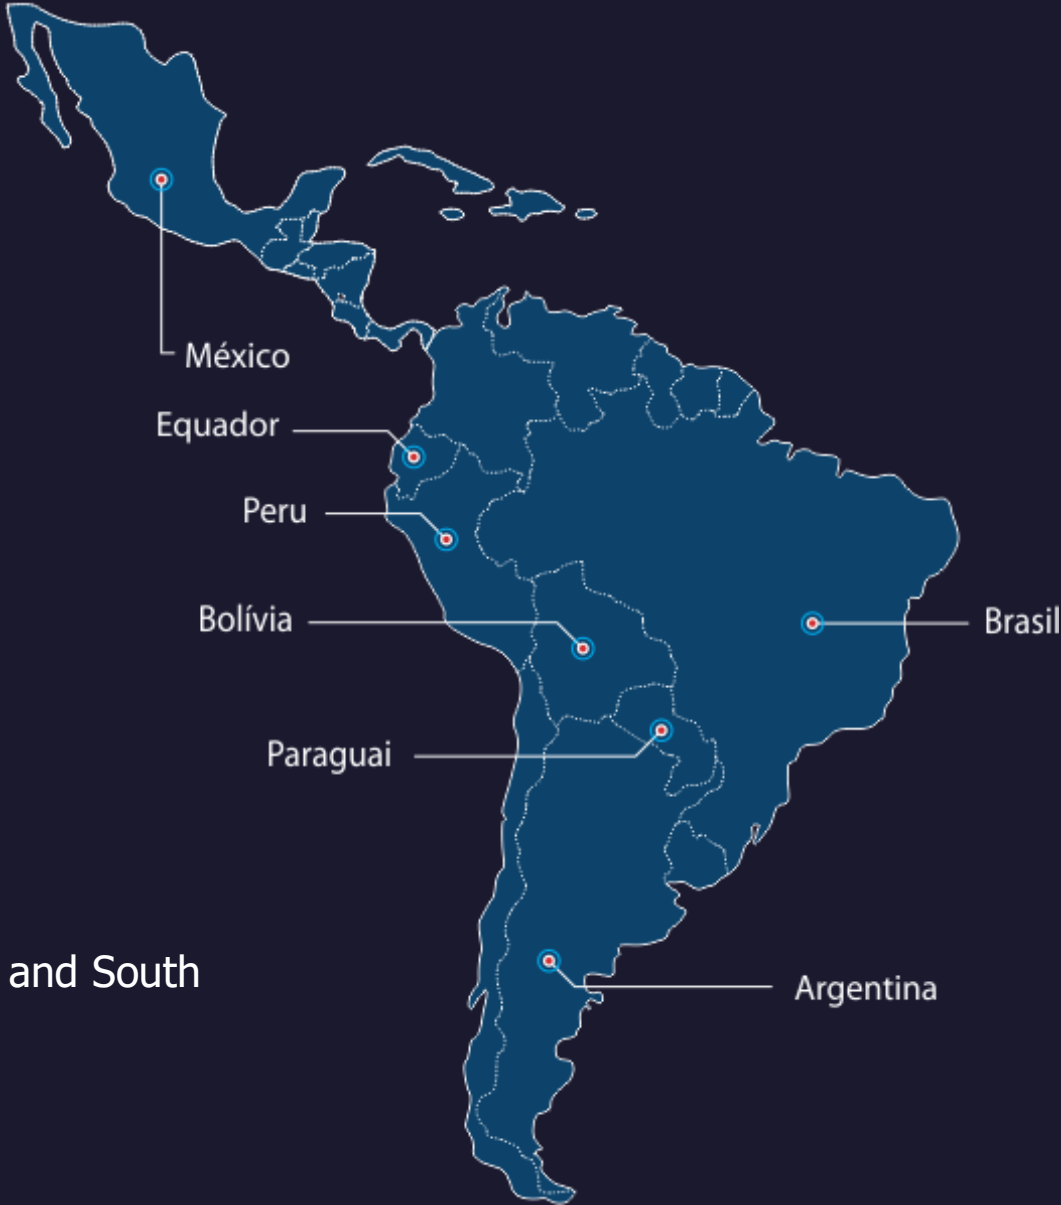 México
Equador
Peru
Bolívia
Brasil
Paraguai
and South
Argentina